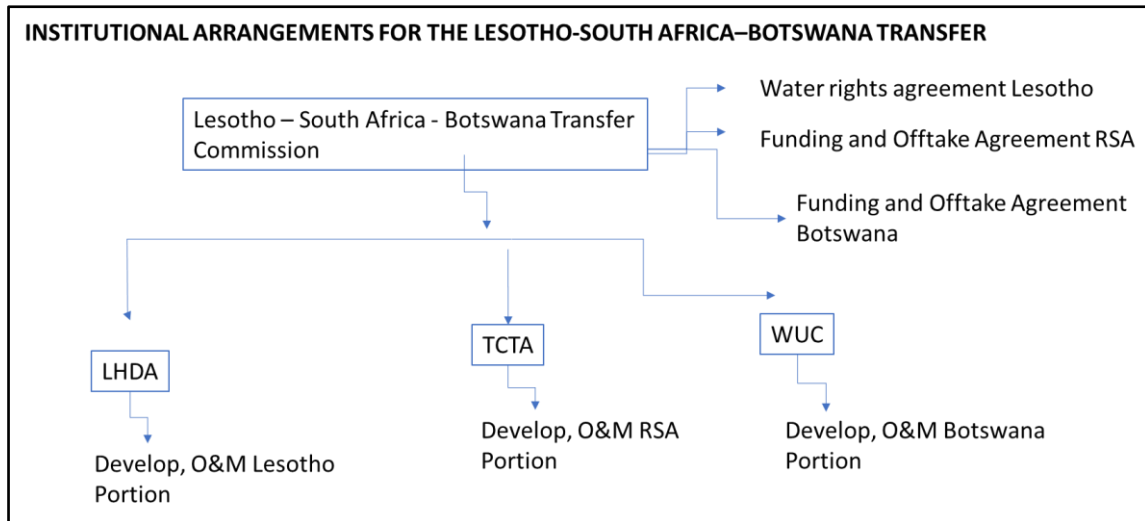 INSTITUTIONAL ARRANGEMENTS FOR THE LESOTHO-SOUTH AFRICA–BOTSWANA TRANSFER
Lesotho – South Africa - Botswana Transfer
Commission
Water rights agreement Lesotho
Funding and Offtake Agreement RSA
Funding and Offtake Agreement
Botswana
LHDA
TCTA
WUC
Develop, O&M Lesotho
Portion
Develop, O&M RSA
Portion
Develop, O&M Botswana
Portion